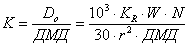 K = D_o / ДМД = 10^3 · K_R · W · N / 30 · r^2 · ДМД